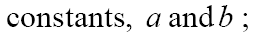 constants, a and b ;